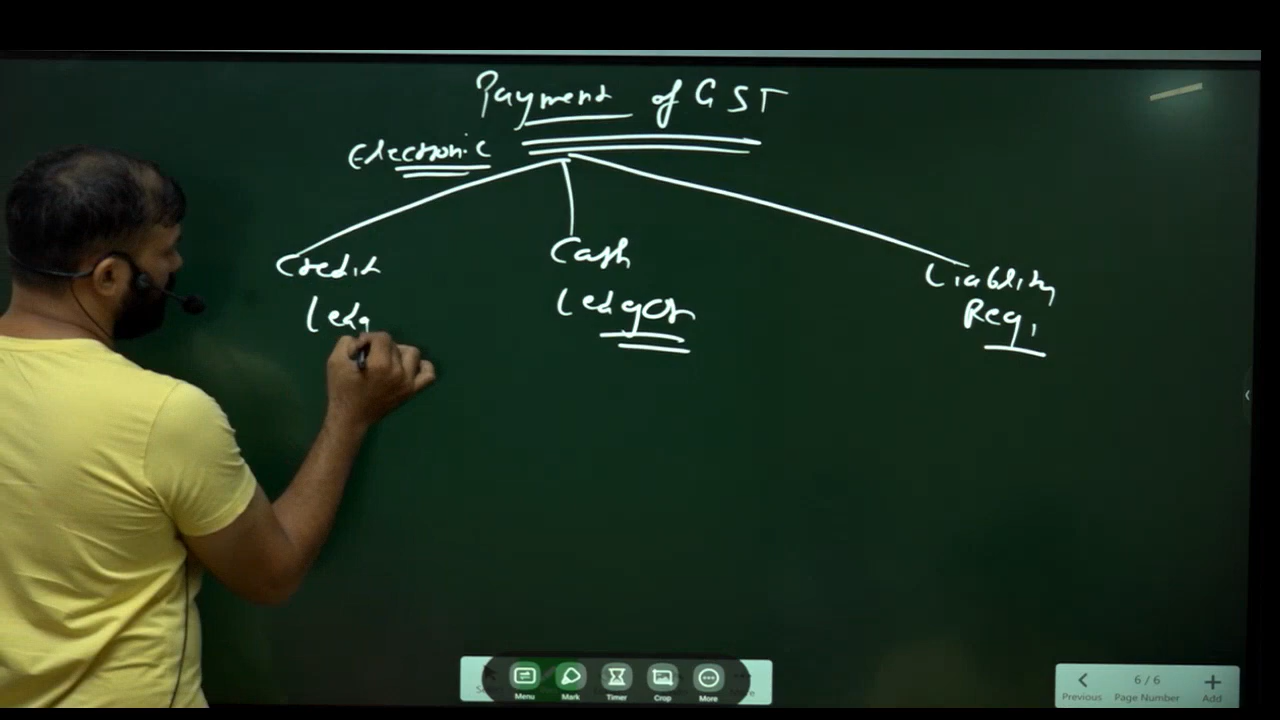 Payment of GST
Electronic
Credit
Ledg
Cash
Ledger
Liability
Reg.
Menu
Mark
Timer
Crop
More
6 / 6
Previous
Page Number
Add